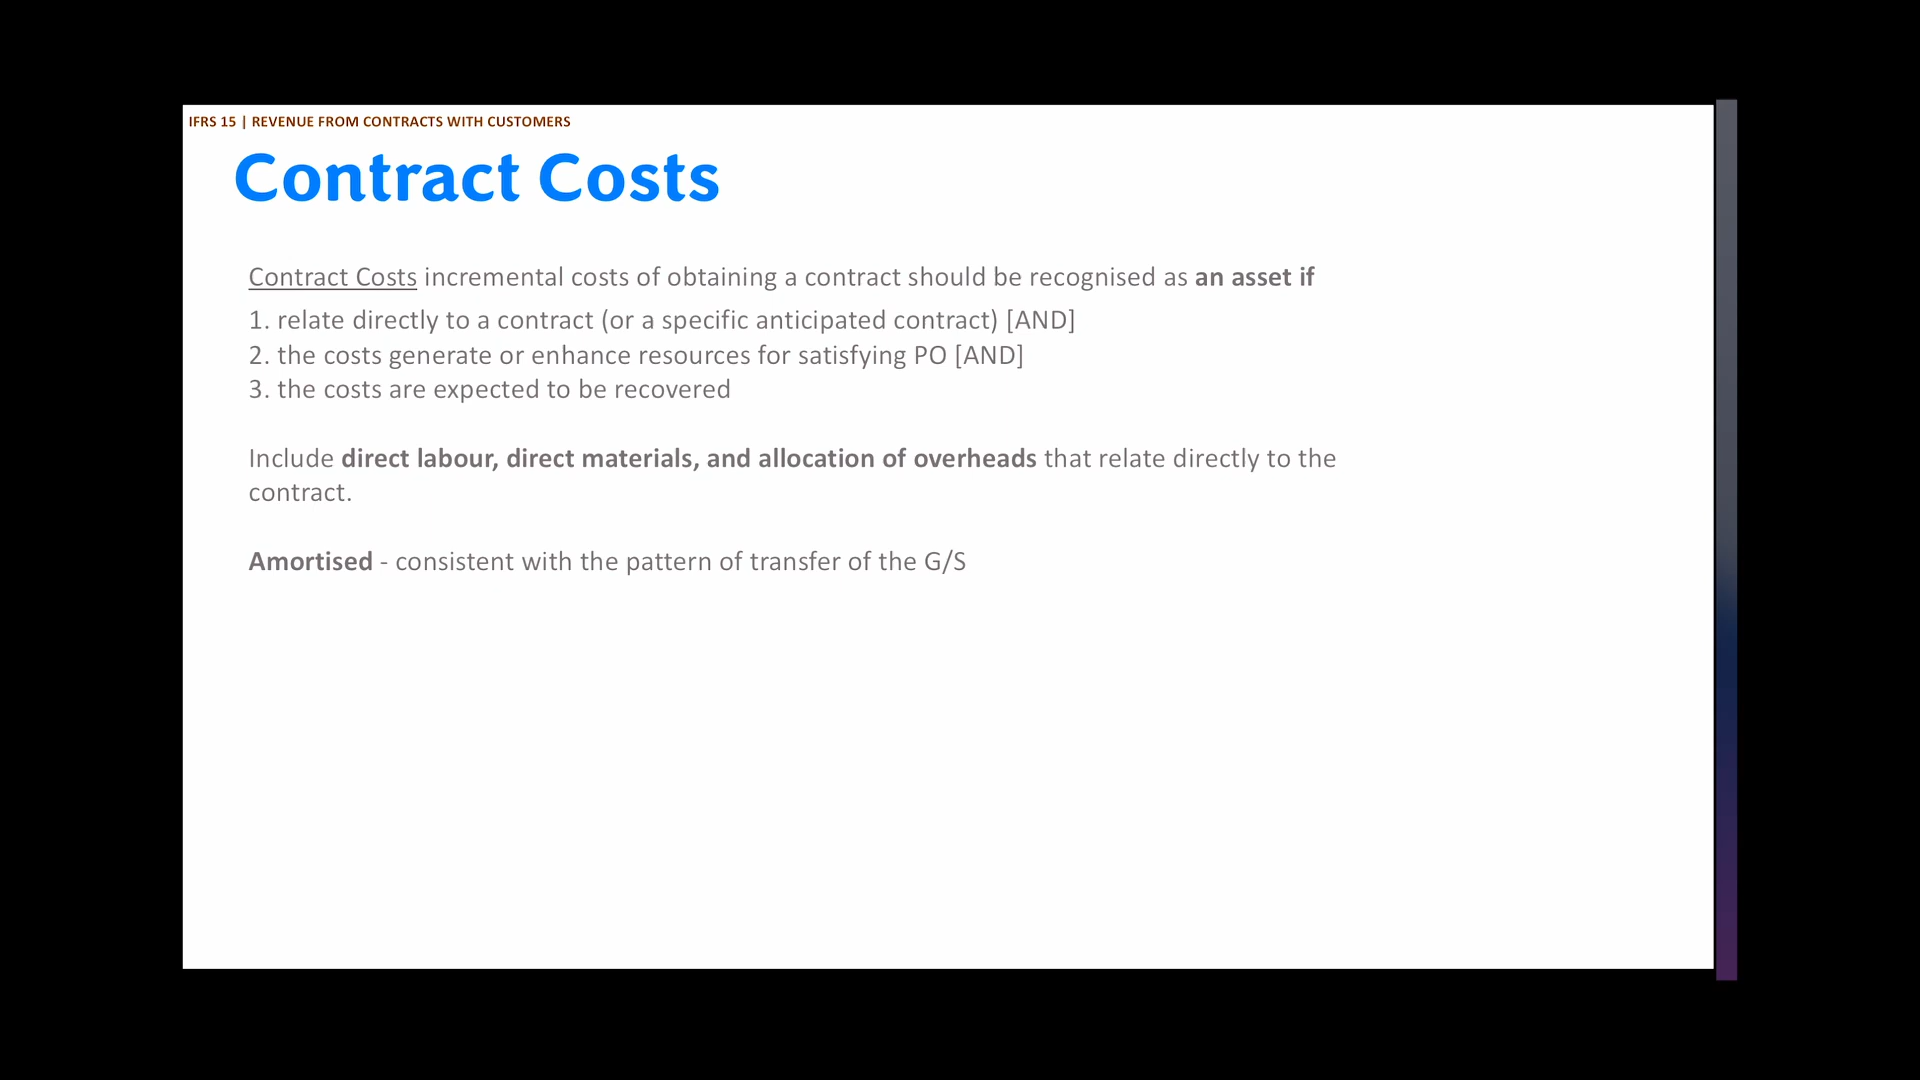 IFRS 15 | REVENUE FROM CONTRACTS WITH CUSTOMERS
Contract Costs
Contract Costs incremental costs of obtaining a contract should be recognised as an asset if
1. relate directly to a contract (or a specific anticipated contract) [AND]
2. the costs generate or enhance resources for satisfying PO [AND]
3. the costs are expected to be recovered
Include direct labour, direct materials, and allocation of overheads that relate directly to the
contract.
Amortised - consistent with the pattern of transfer of the G/S